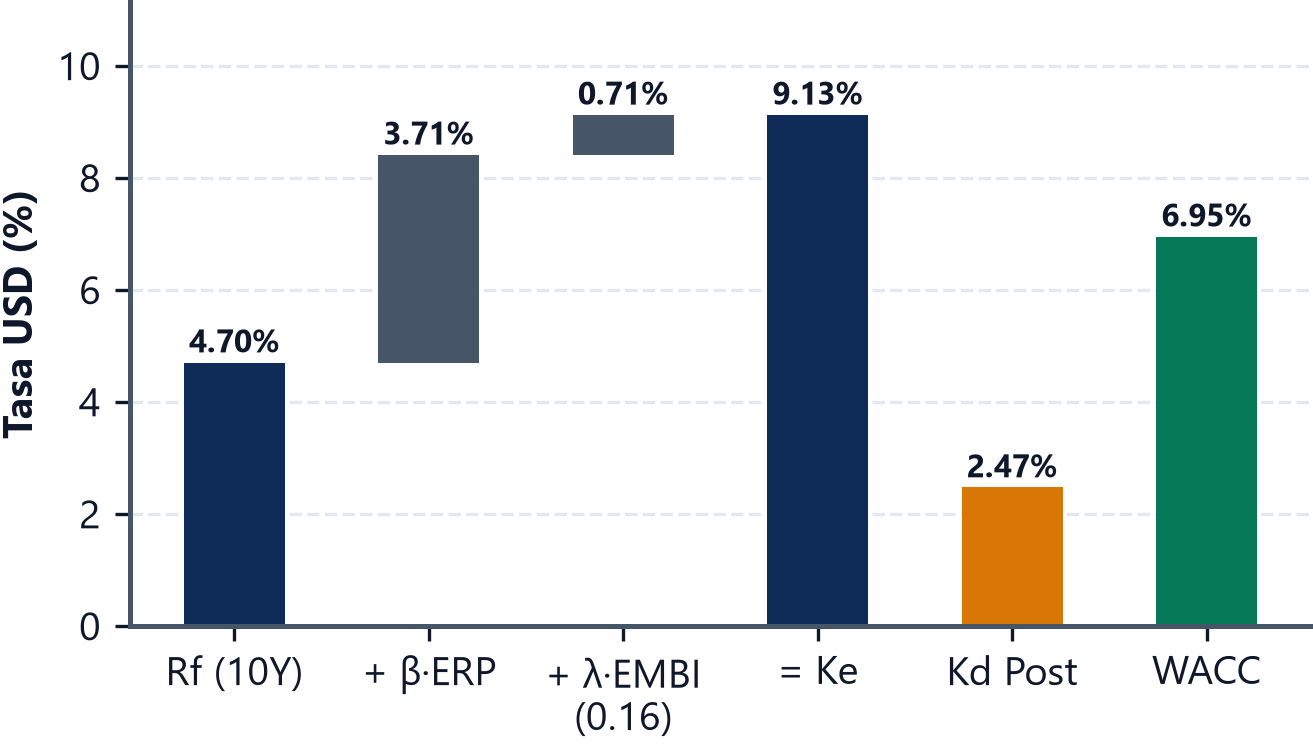 Tasa USD (%)
10
8
6
4
2
0
4.70%
3.71%
0.71%
9.13%
2.47%
6.95%
Rf (10Y)
+ β·ERP
+ λ·EMBI
(0.16)
= Ke
Kd Post
WACC